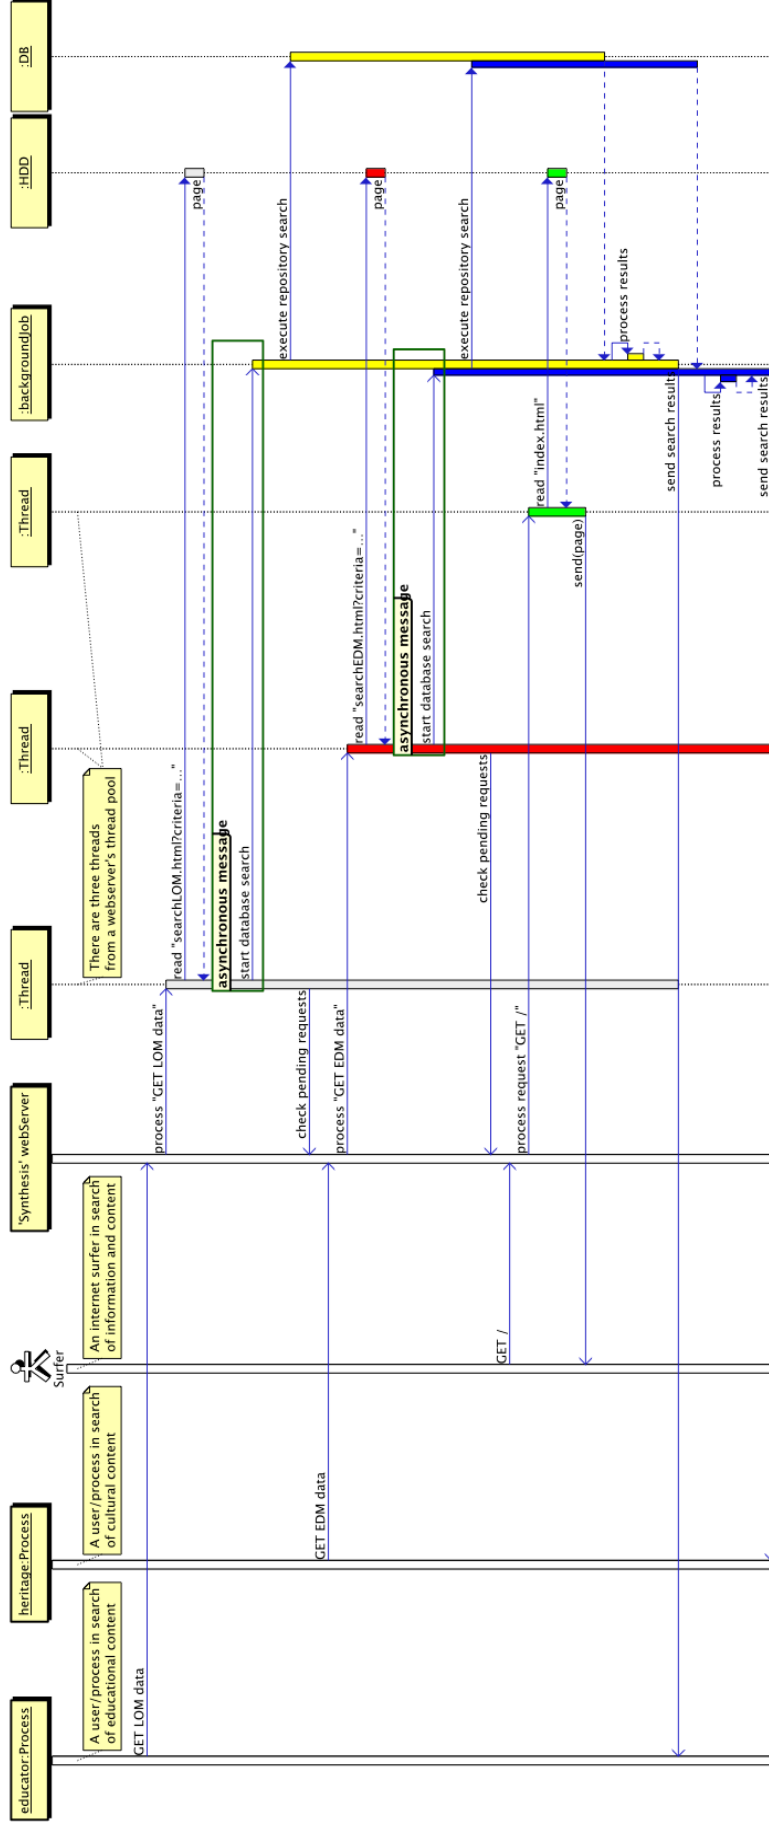 educator:Process
heritage:Process
Surfer
'Synthesis' webServer
:Thread
:Thread
:Thread
:backgroundJob
:HDD
:DB
A user/process in search
of educational content
A user/process in search
of cultural content
An internet surfer in search
of information and content
There are three threads
from a webserver's thread pool
GET LOM data
process "GET LOM data"
read "searchLOM.html?criteria=..."
page
asynchronous message
start database search
execute repository search
check pending requests
GET EDM data
process "GET EDM data"
read "searchEDM.html?criteria=..."
page
asynchronous message
start database search
execute repository search
check pending requests
GET /
process request "GET /"
read "index.html"
page
send(page)
process results
send search results
process results
send search results